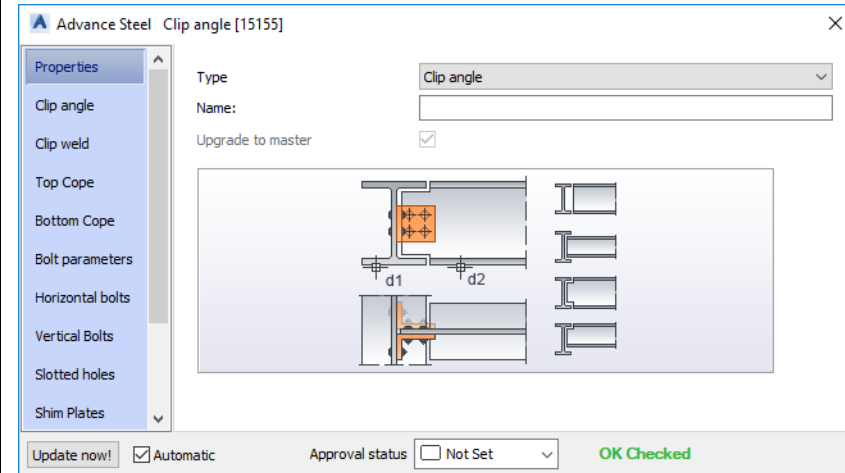 Advance Steel Clip angle [15155]
Properties
Clip angle
Clip weld
Top Cope
Bottom Cope
Bolt parameters
Horizontal bolts
Vertical Bolts
Slotted holes
Shim Plates
Type Clip angle
Name:
Upgrade to master
d1 d2
Update now! Automatic Approval status Not Set OK Checked